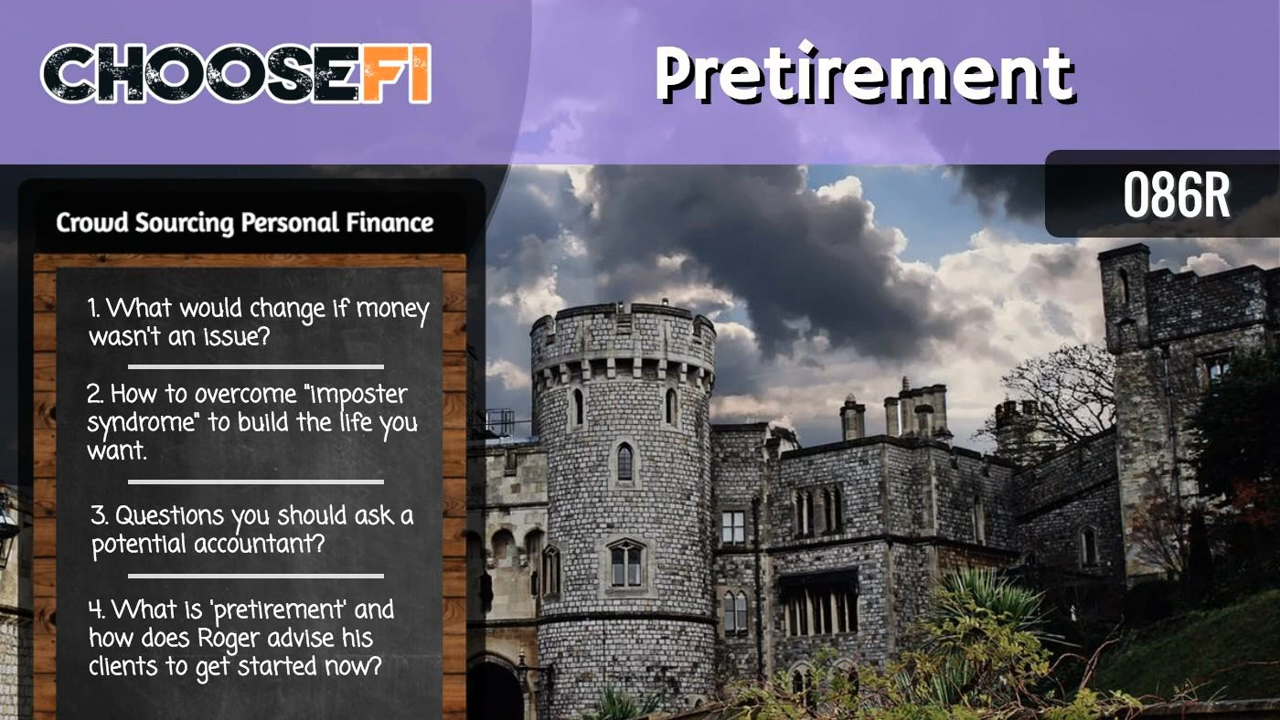 CHOOSEFI
Pretirement
086R
Crowd Sourcing Personal Finance
1. What would change if money
wasn't an issue?
2. How to overcome "imposter
syndrome" to build the life you
want.
3. Questions you should ask a
potential accountant?
4. What is 'pretirement' and
how does Roger advise his
clients to get started now?